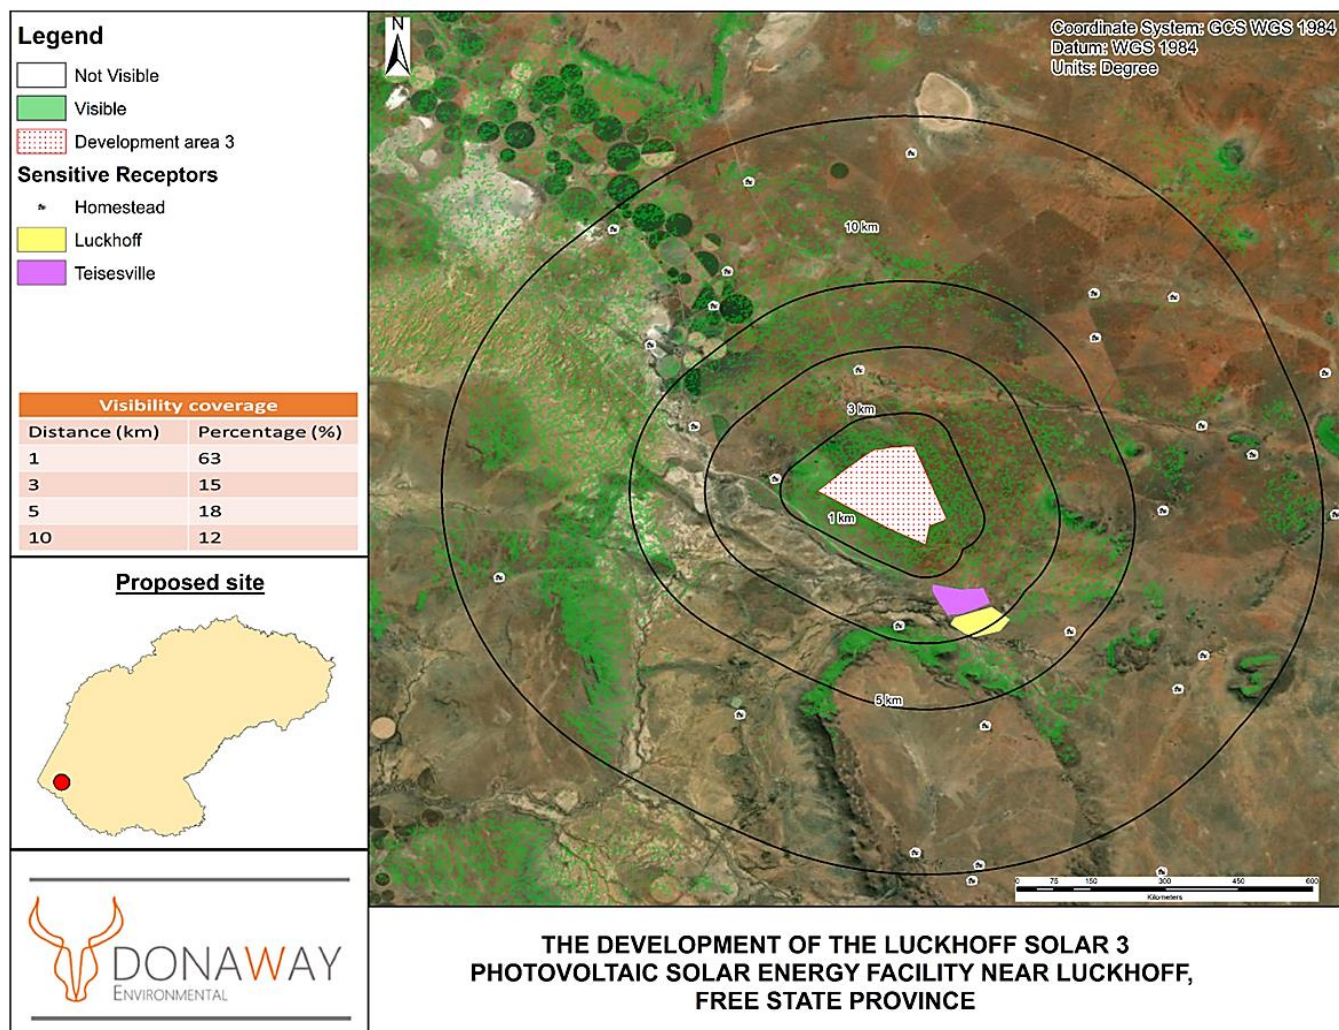 Legend
Not Visible
Visible
Development area 3
Sensitive Receptors
Homestead
Luckhoff
Teisesville
Visibility coverage
Distance (km) Percentage (%)
1 63
3 15
5 18
10 12
Proposed site
DONAWAY
ENVIRONMENTAL
N
Coordinate System: GCS WGS 1984
Datum: WGS 1984
Units: Degree
10 km
3 km
1 km
5 km
0 75 150 300 450 600
Kilometers
THE DEVELOPMENT OF THE LUCKHOFF SOLAR 3
PHOTOVOLTAIC SOLAR ENERGY FACILITY NEAR LUCKHOFF,
FREE STATE PROVINCE